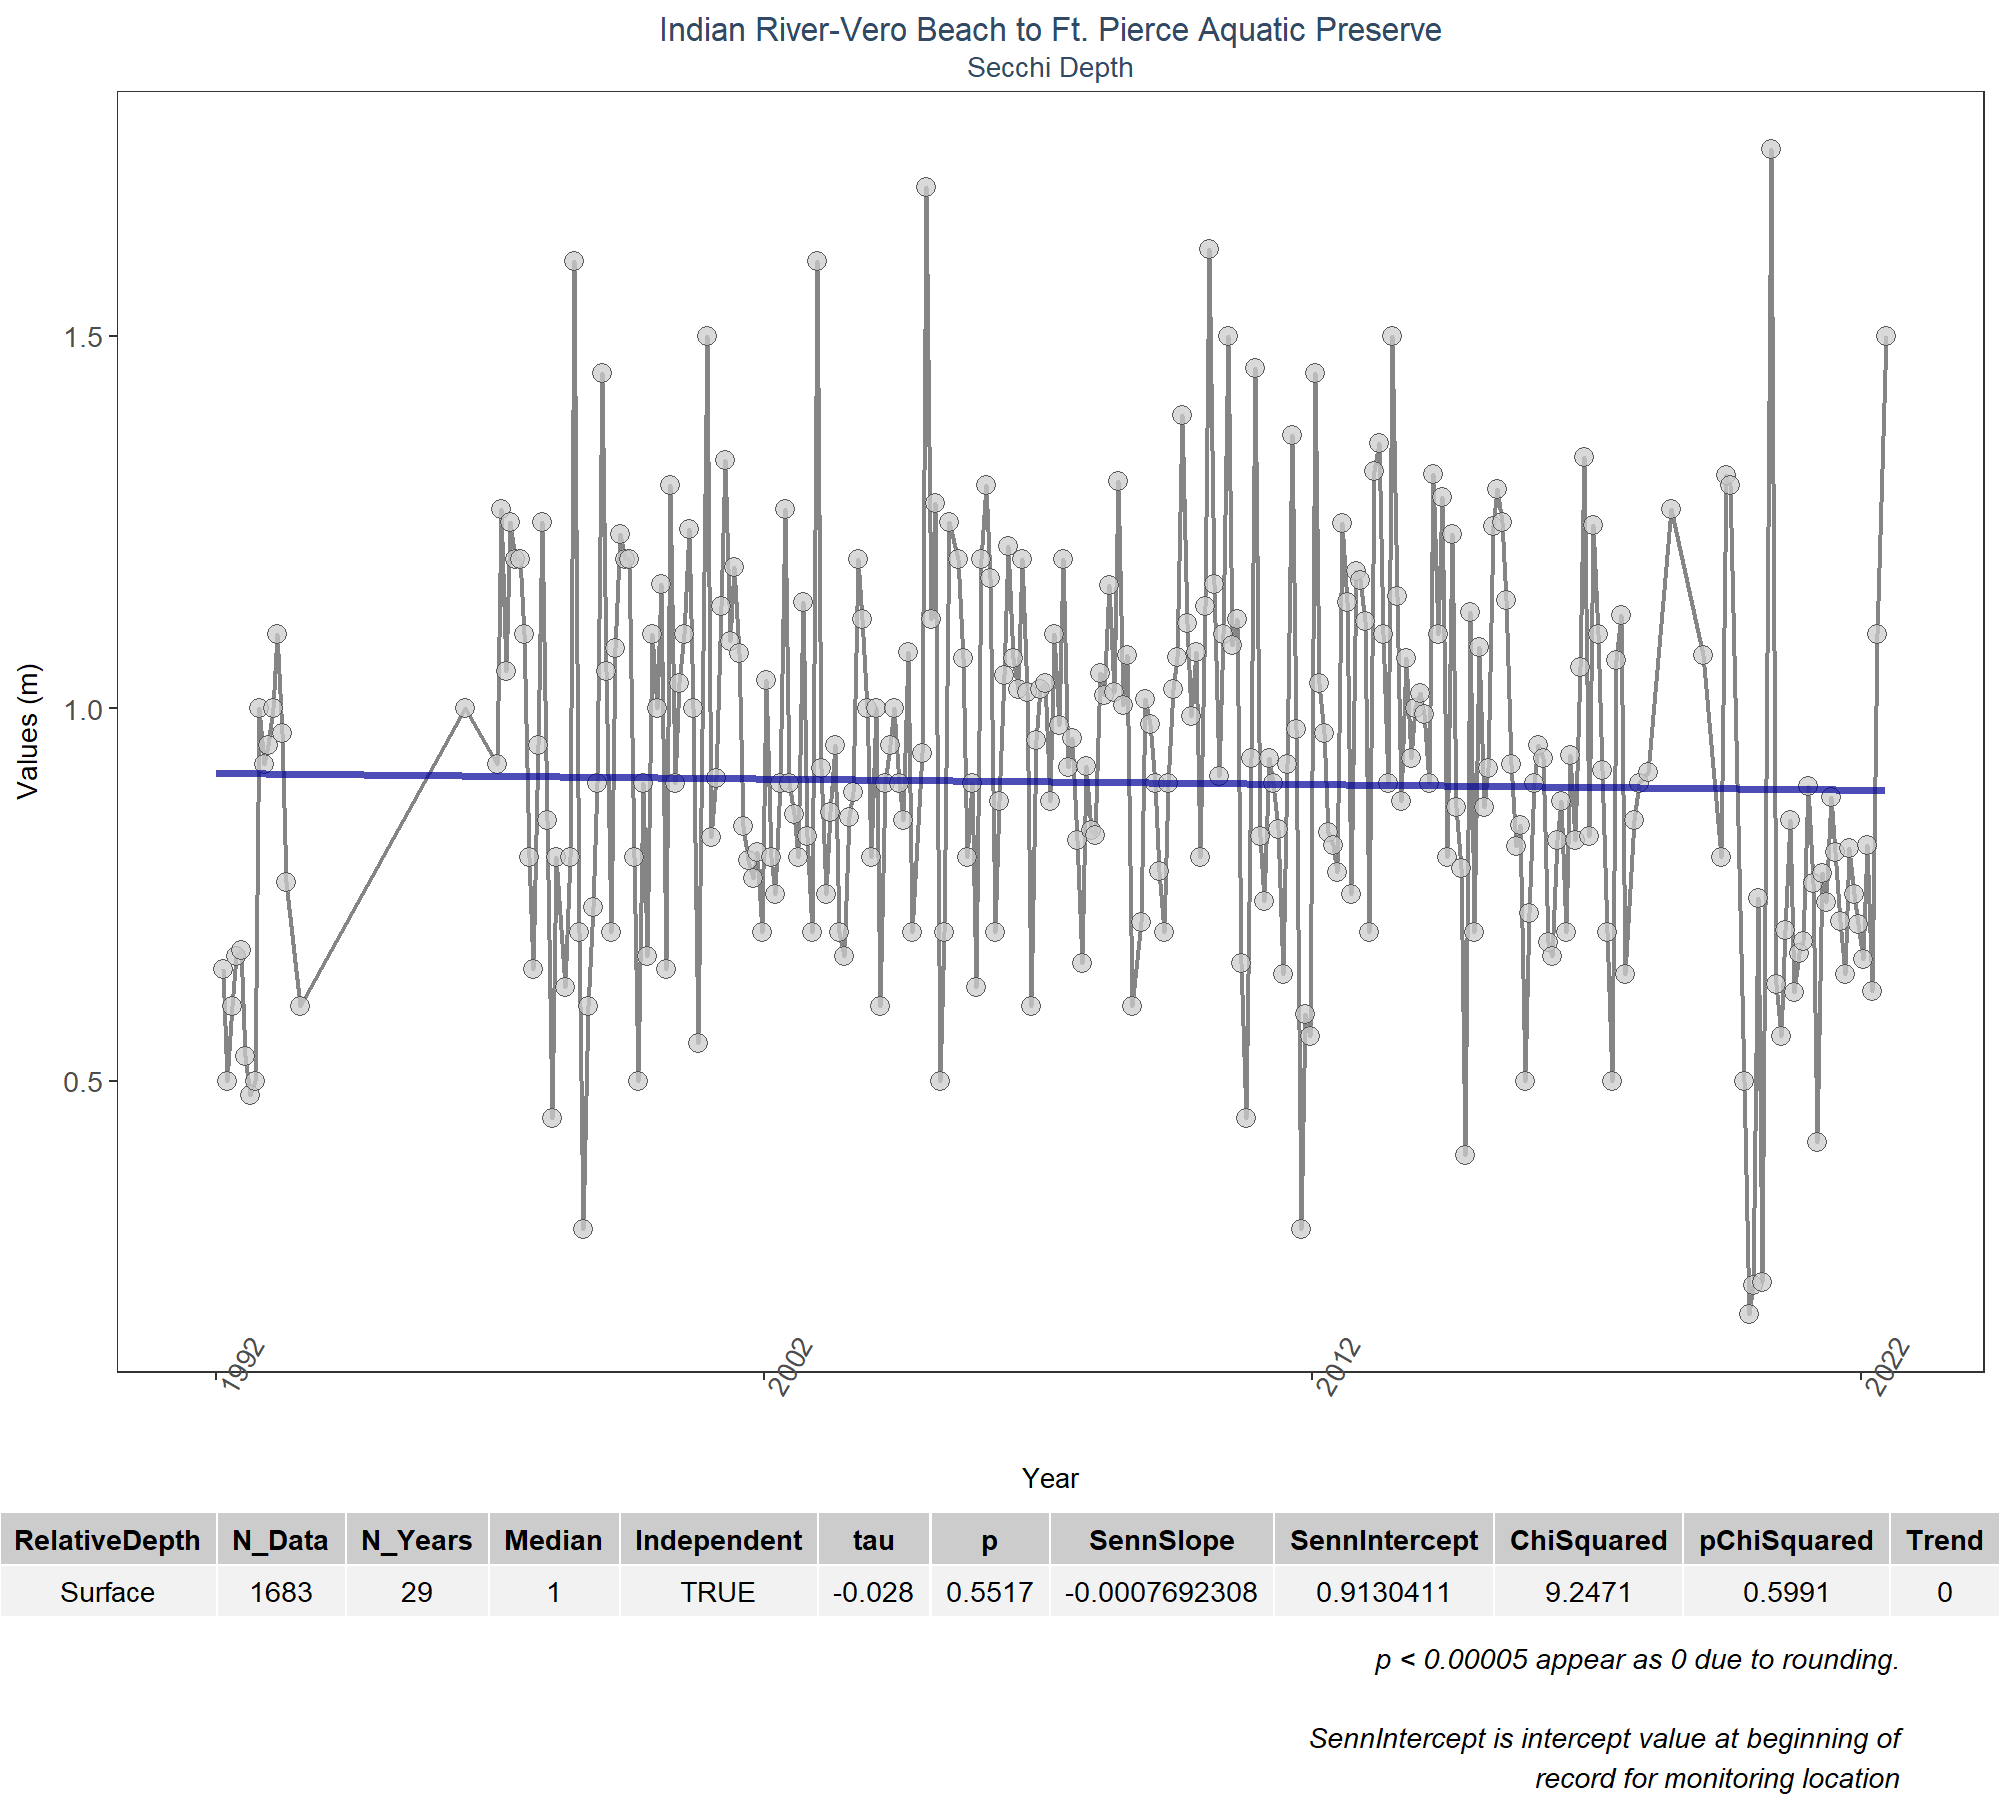 Indian River-Vero Beach to Ft. Pierce Aquatic Preserve
Secchi Depth
Values (m)
1.5
1.0
0.5
1992
2002
2012
2022
Year
RelativeDepth N_Data N_Years Median Independent tau p SennSlope SennIntercept ChiSquared pChiSquared Trend
Surface 1683 29 1 TRUE -0.028 0.5517 -0.0007692308 0.9130411 9.2471 0.5991 0
p < 0.00005 appear as 0 due to rounding.
SennIntercept is intercept value at beginning of
record for monitoring location